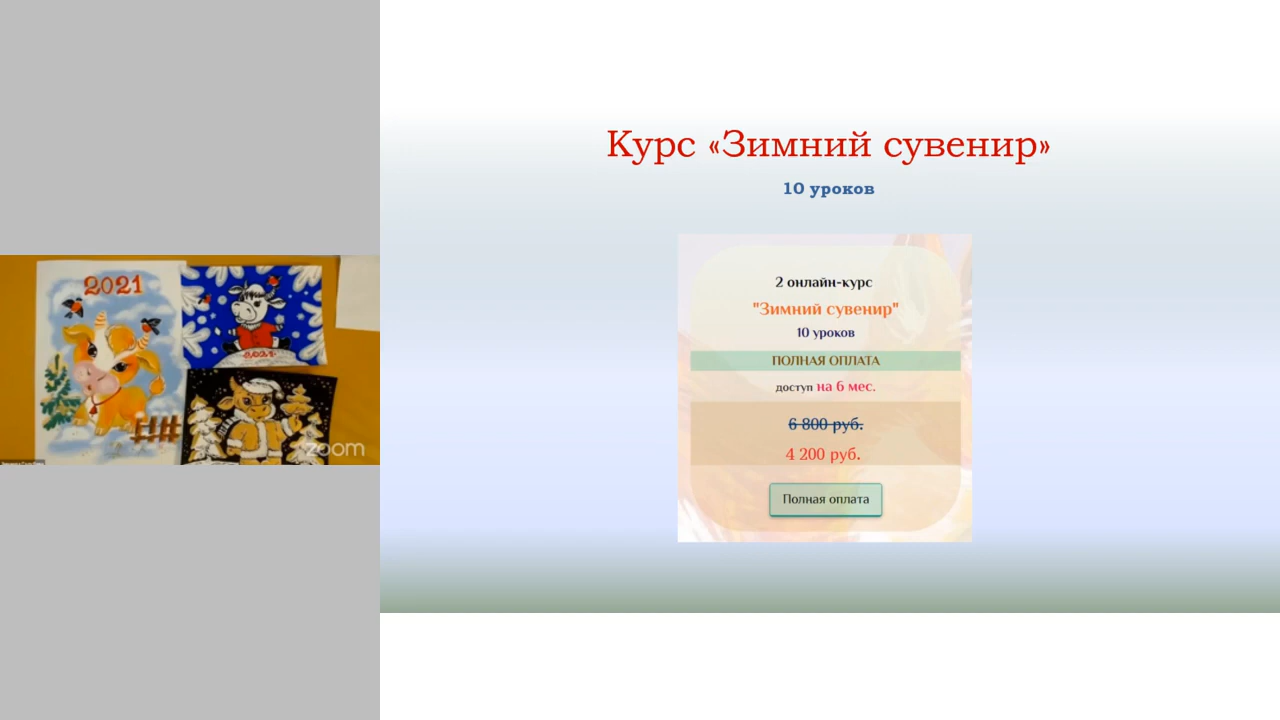 2021
2021
zoom
Курс «Зимний сувенир»
10 уроков
2 онлайн-курс
"Зимний сувенир"
10 уроков
ПОЛНАЯ ОПЛАТА
доступ на 6 мес.
6 800 руб.
4 200 руб.
Полная оплата